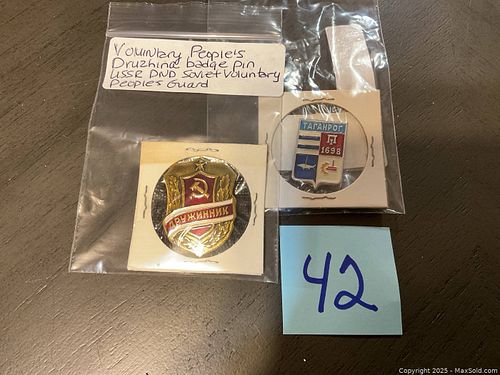 Voluntary People's
Druzhina badge pin
USSR DND Soviet Voluntary
Peoples Guard
ТАГАНРОГ
1698
ДРУЖИННИК
42
Copyright 2025 - MaxSold.com